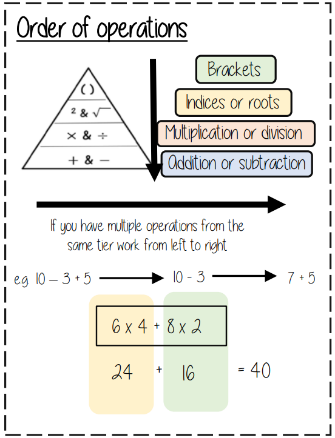 Order of operations
( )
² & √
× & ÷
+ & −
Brackets
Indices or roots
Multiplication or division
Addition or subtraction
If you have multiple operations from the
same tier work from left to right
eg 10 – 3 + 5 10 - 3 7 + 5
6 x 4 + 8 x 2
24 + 16 = 40